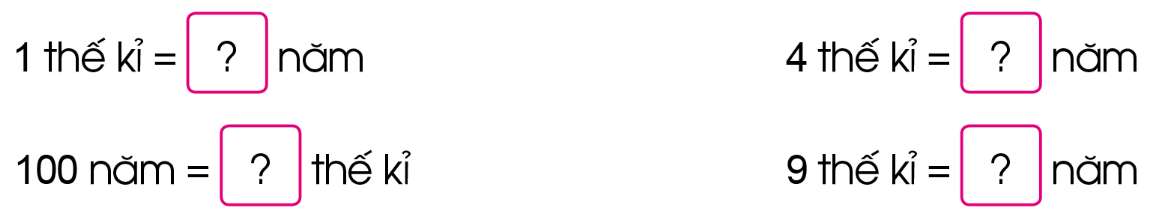 1 thế kỉ = ? năm
4 thế kỉ = ? năm
100 năm = ? thế kỉ
9 thế kỉ = ? năm